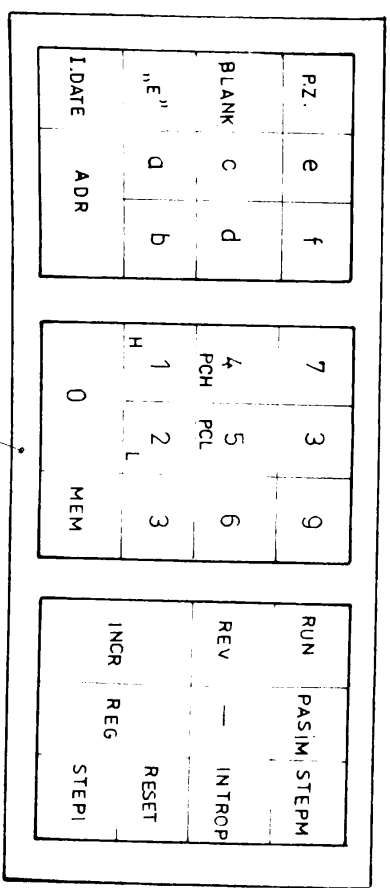 P.Z. e f 7 3 9 RUN PASIM STEPM
BLANK c d 4 5 6 REV — INTROP
PCH PCL
„E” a b 1 2 3 RESET
H L
INCR REG
I.DATE ADR 0 MEM STEPI